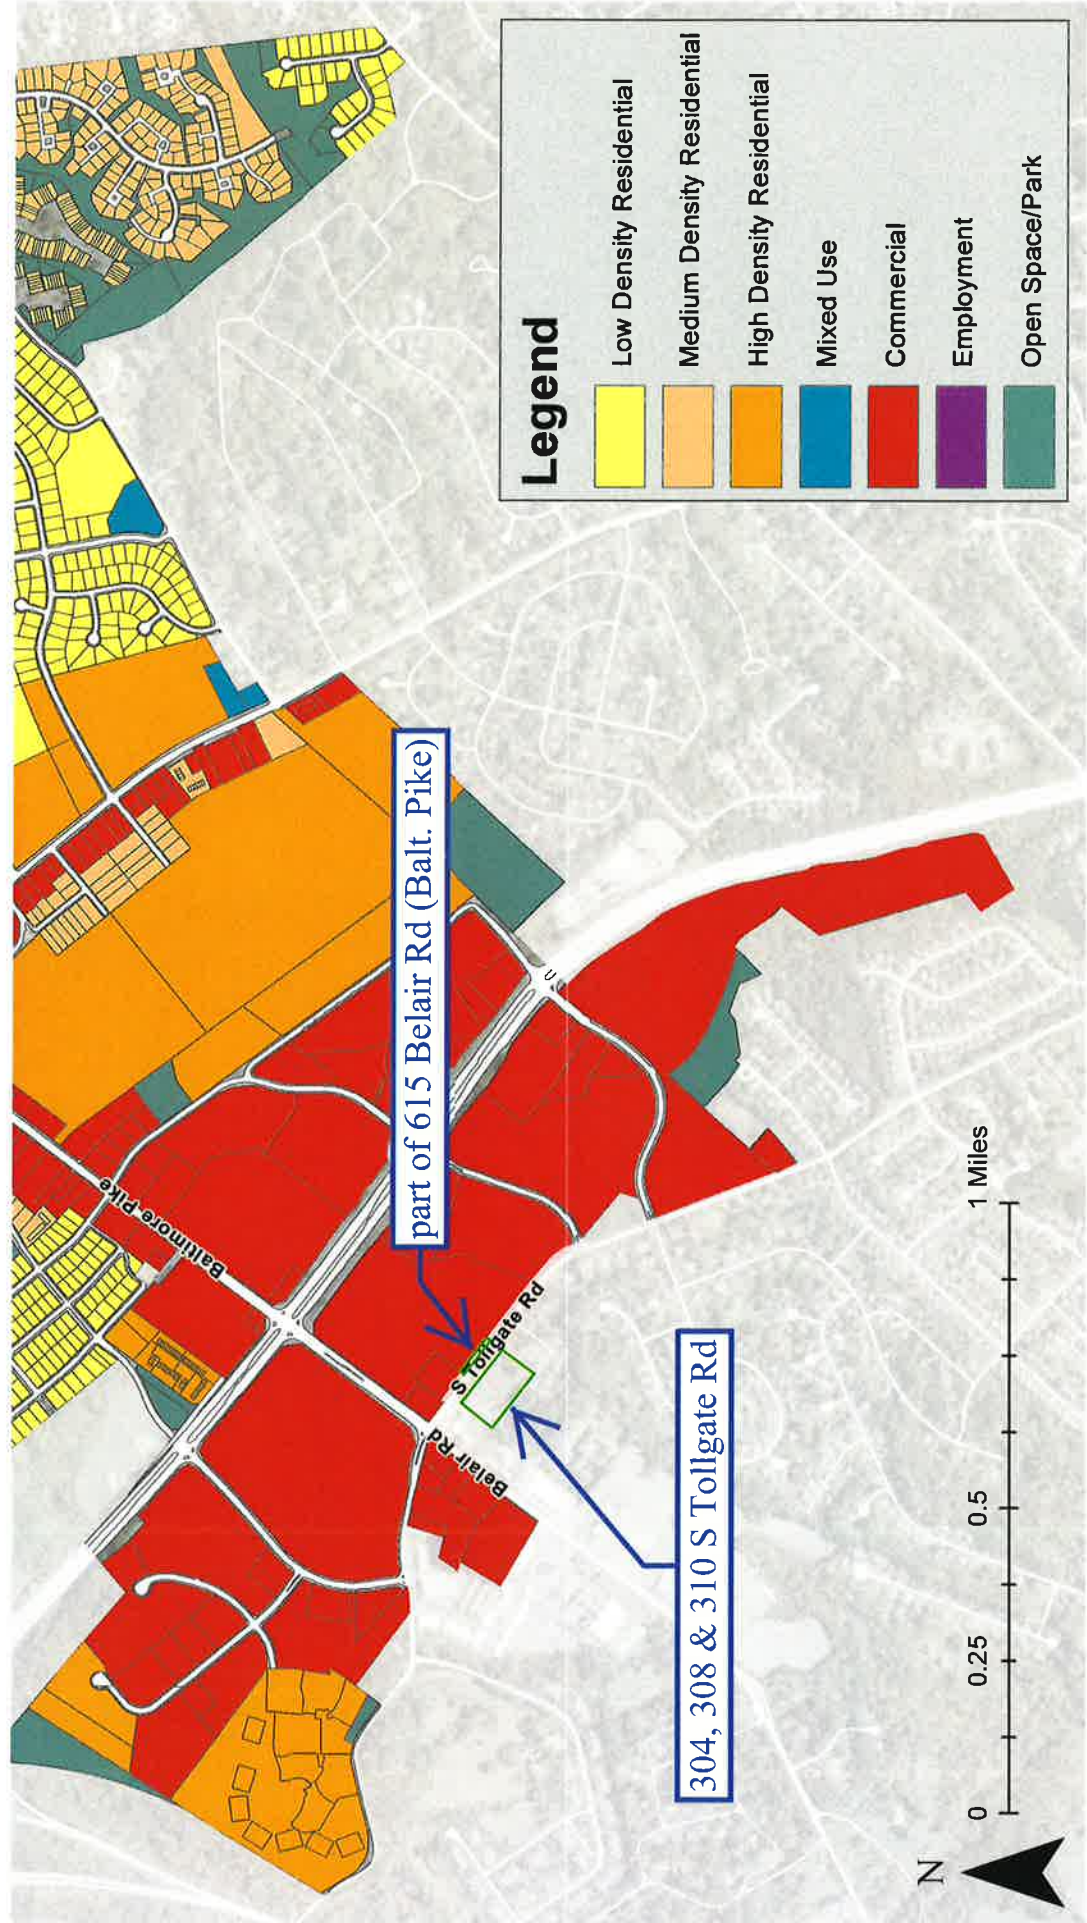 Baltimore Pike
part of 615 Belair Rd (Balt. Pike)
S Tollgate Rd
Belair Rd
304, 308 & 310 S Tollgate Rd
Legend
Low Density Residential
Medium Density Residential
High Density Residential
Mixed Use
Commercial
Employment
Open Space/Park
N
0 0.25 0.5 1 Miles